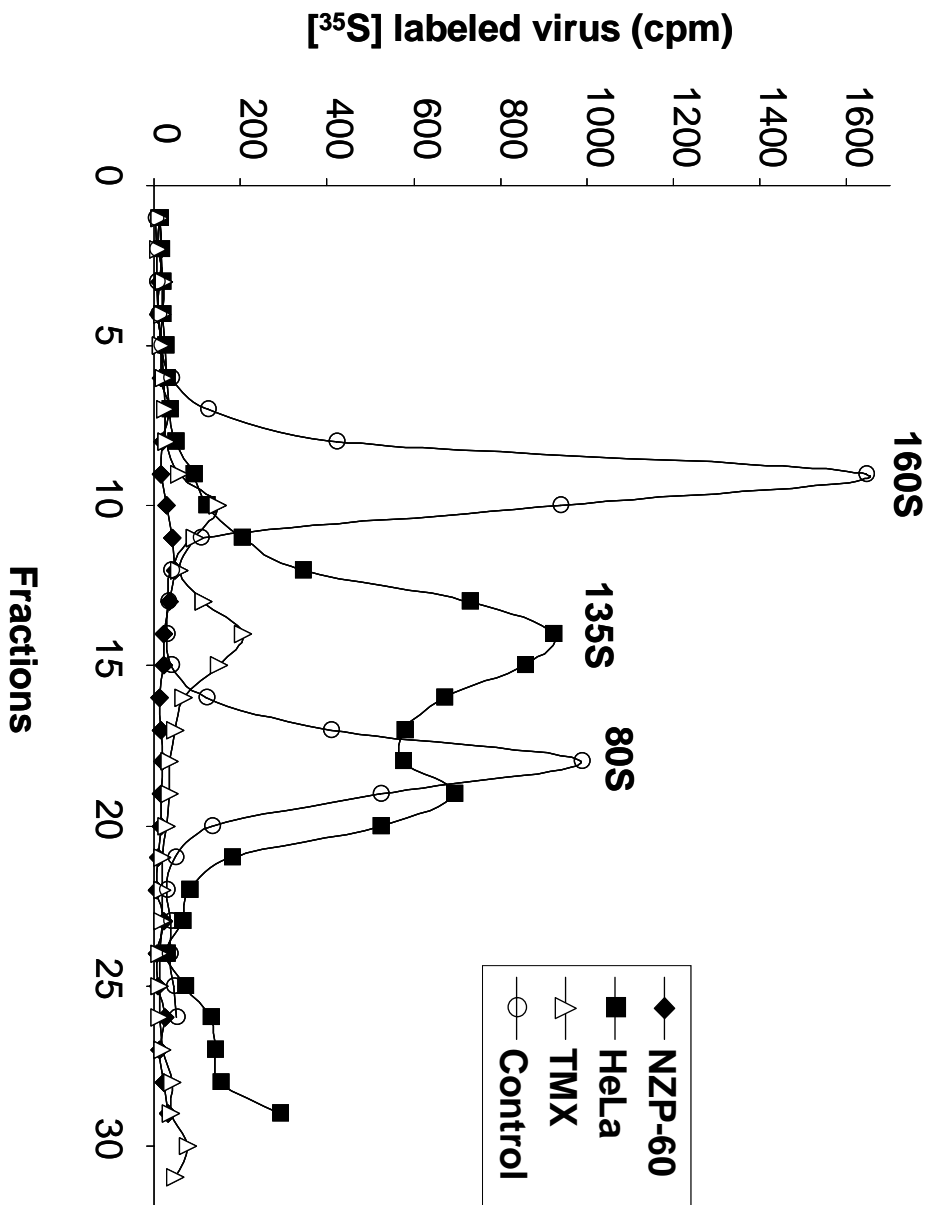 [³⁵S] labeled virus (cpm)
1600
1400
1200
1000
800
600
400
200
0
0
5
10
15
20
25
30
Fractions
160S
135S
80S
NZP-60
HeLa
TMX
Control